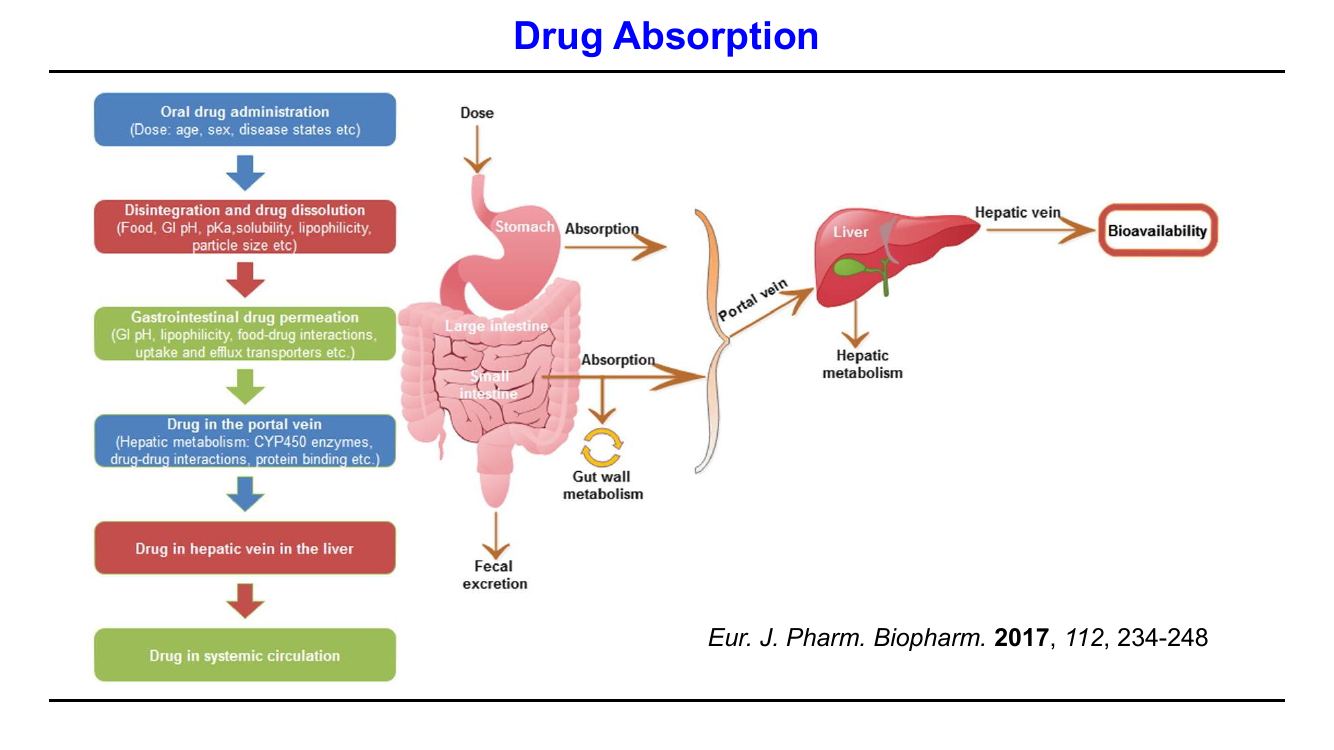 Drug Absorption
Oral drug administration
(Dose: age, sex, disease states etc)
Disintegration and drug dissolution
(Food, GI pH, pKa,solubility, lipophilicity,
particle size etc)
Gastrointestinal drug permeation
(GI pH, lipophilicity, food-drug interactions,
uptake and efflux transporters etc.)
Drug in the portal vein
(Hepatic metabolism: CYP450 enzymes,
drug-drug interactions, protein binding etc.)
Drug in hepatic vein in the liver
Drug in systemic circulation
Dose
Stomach
Absorption
Large intestine
Small
intestine
Absorption
Gut wall
metabolism
Fecal
excretion
Portal vein
Liver
Hepatic
metabolism
Hepatic vein
Bioavailability
Eur. J. Pharm. Biopharm. 2017, 112, 234-248